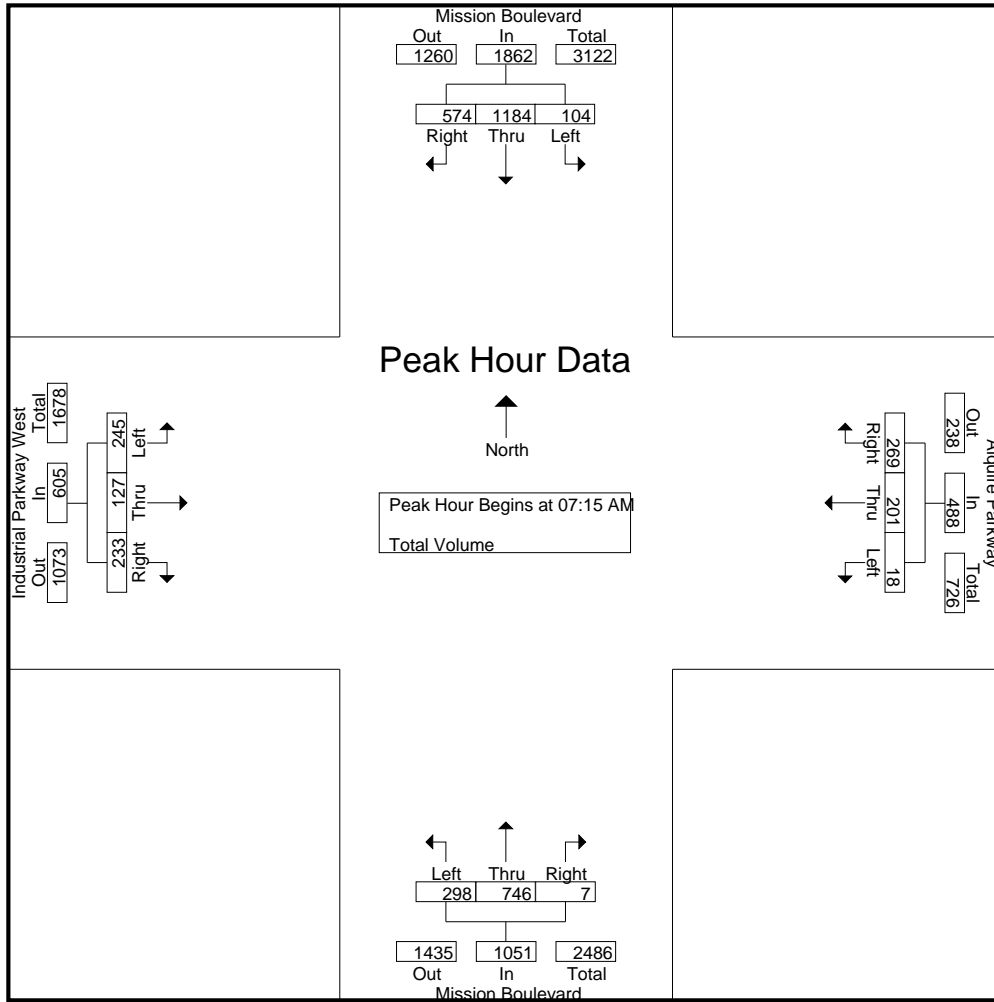 Mission Boulevard
Out In Total
1260 1862 3122
574 1184 104
Right Thru Left
Peak Hour Data
North
Peak Hour Begins at 07:15 AM
Total Volume
Industrial Parkway West
Out In Total
1073 605 1678
233 127 245
Right Thru Left
Alquire Parkway
Out In Total
238 488 726
269 201 18
Right Thru Left
Left Thru Right
298 746 7
1435 1051 2486
Out In Total
Mission Boulevard